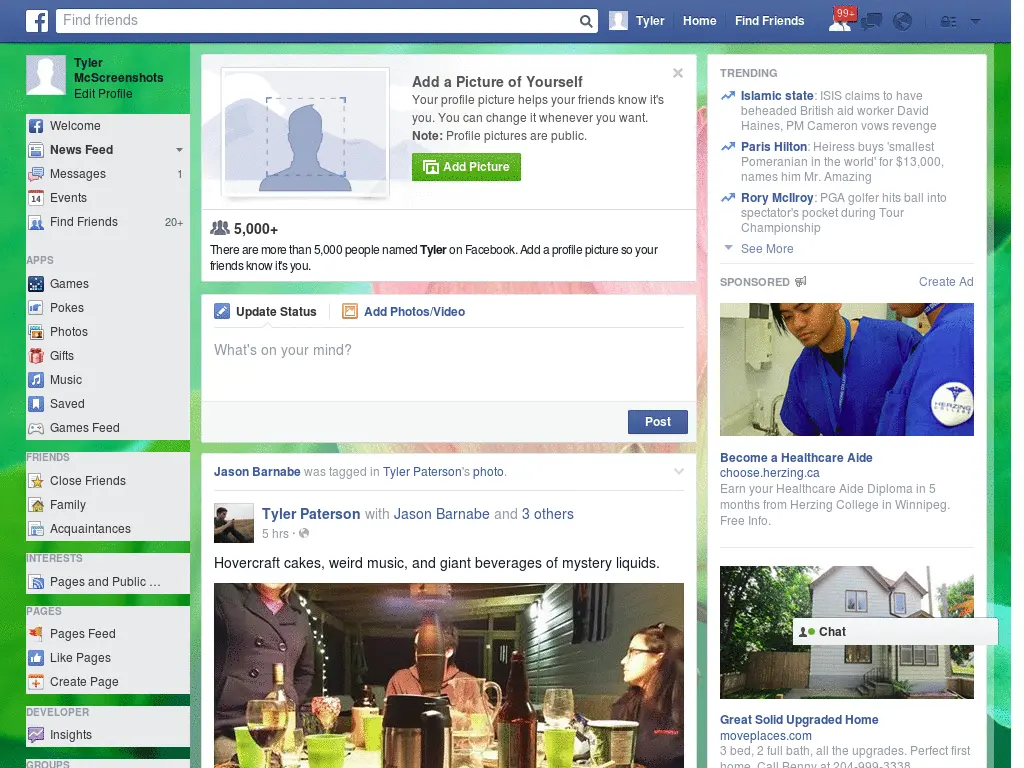 Find friends
Tyler
Home
Find Friends
99+
Tyler
McScreenshots
Edit Profile
Welcome
News Feed
Messages 1
14 Events
Find Friends 20+
APPS
Games
Pokes
Photos
Gifts
Music
Saved
Games Feed
FRIENDS
Close Friends
Family
Acquaintances
INTERESTS
Pages and Public ...
PAGES
Pages Feed
Like Pages
Create Page
DEVELOPER
Insights
GROUPS
Add a Picture of Yourself
Your profile picture helps your friends know it's
you. You can change it whenever you want.
Note: Profile pictures are public.
Add Picture
5,000+
There are more than 5,000 people named Tyler on Facebook. Add a profile picture so your
friends know it's you.
Update Status
Add Photos/Video
What's on your mind?
Post
Jason Barnabe was tagged in Tyler Paterson's photo.
Tyler Paterson with Jason Barnabe and 3 others
5 hrs ·
Hovercraft cakes, weird music, and giant beverages of mystery liquids.
TRENDING
Islamic state: ISIS claims to have
beheaded British aid worker David
Haines, PM Cameron vows revenge
Paris Hilton: Heiress buys 'smallest
Pomeranian in the world' for $13,000,
names him Mr. Amazing
Rory McIlroy: PGA golfer hits ball into
spectator's pocket during Tour
Championship
See More
SPONSORED
Create Ad
HERZING
COLLEGE
Become a Healthcare Aide
choose.herzing.ca
Earn your Healthcare Aide Diploma in 5
months from Herzing College in Winnipeg.
Free Info.
Chat
Great Solid Upgraded Home
moveplaces.com
3 bed, 2 full bath, all the upgrades. Perfect first
home. Call Benny at 204-999-3338